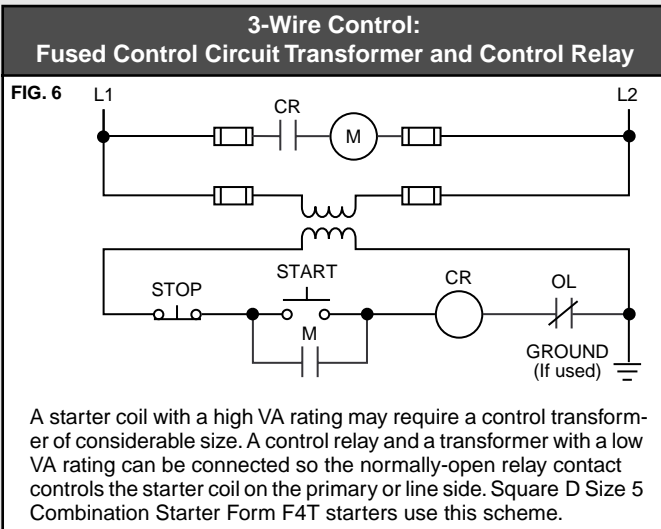 3-Wire Control:
Fused Control Circuit Transformer and Control Relay
FIG. 6
L1
L2
CR
M
STOP
START
M
CR
OL
GROUND
(If used)
A starter coil with a high VA rating may require a control transform-
er of considerable size. A control relay and a transformer with a low
VA rating can be connected so the normally-open relay contact
controls the starter coil on the primary or line side. Square D Size 5
Combination Starter Form F4T starters use this scheme.